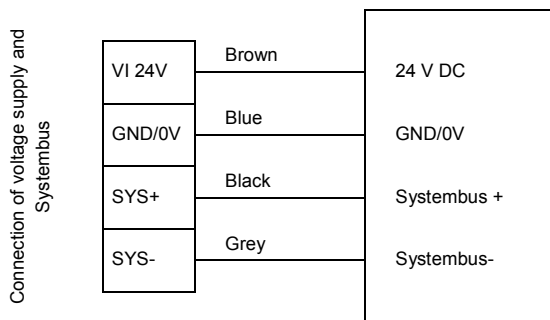 Connection of voltage supply and
Systembus
VI 24V
Brown
24 V DC
GND/0V
Blue
GND/0V
SYS+
Black
Systembus +
SYS-
Grey
Systembus-